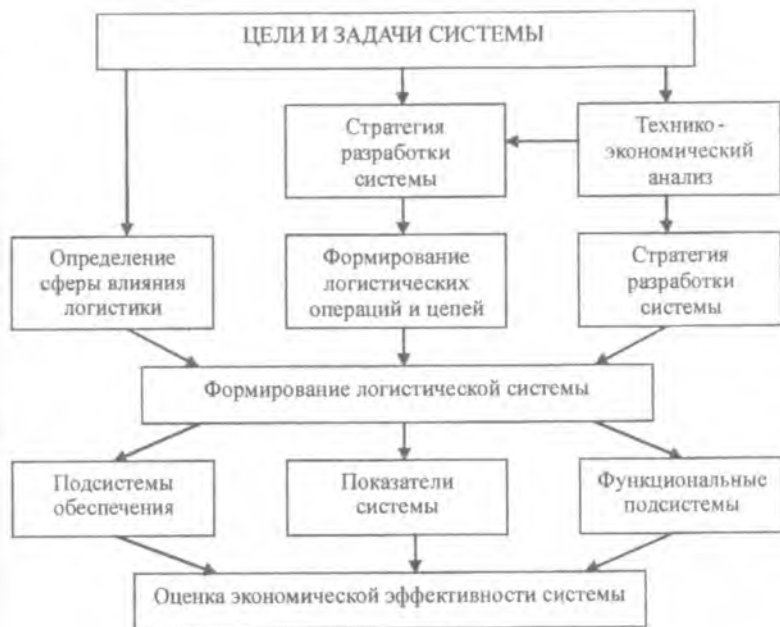 ЦЕЛИ И ЗАДАЧИ СИСТЕМЫ
Стратегия
разработки
системы
Технико-
экономический
анализ
Определение
сферы влияния
логистики
Формирование
логистических
операций и цепей
Стратегия
разработки
системы
Формирование логистической системы
Подсистемы
обеспечения
Показатели
системы
Функциональные
подсистемы
Оценка экономической эффективности системы